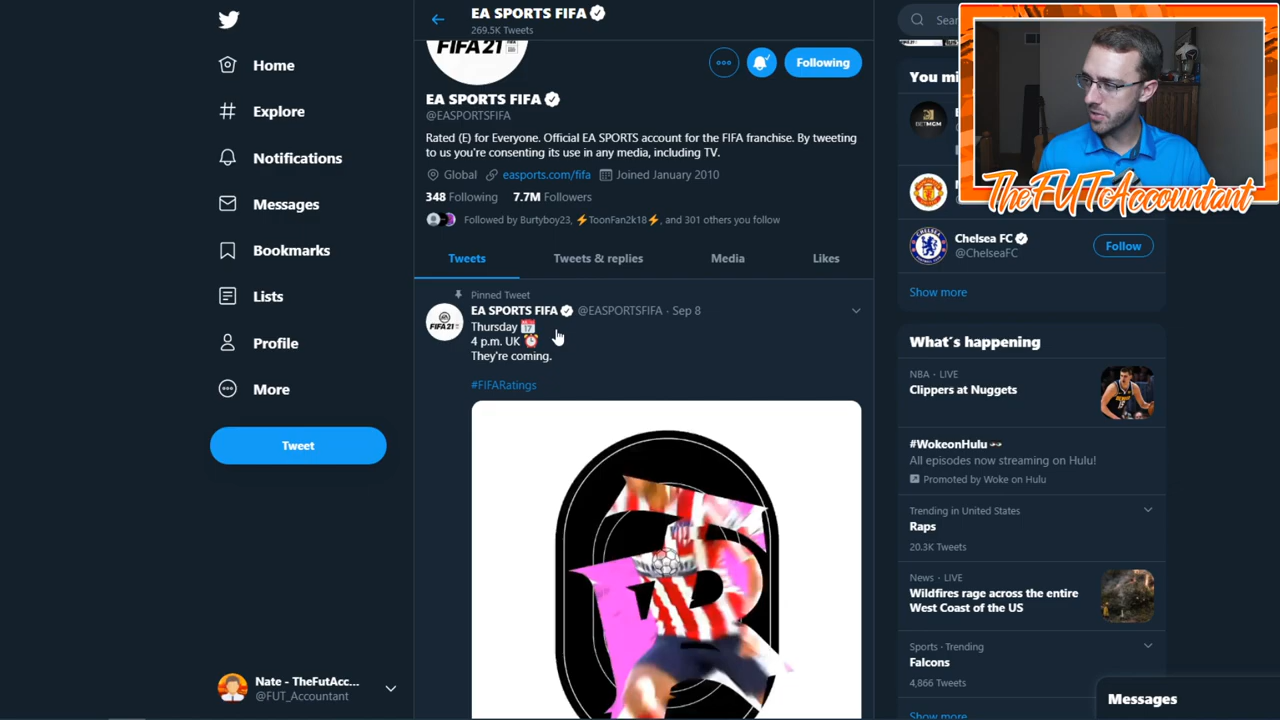 EA SPORTS FIFA
269.5K Tweets
FIFA21
Following
EA SPORTS FIFA
@EASPORTSFIFA
Rated (E) for Everyone. Official EA SPORTS account for the FIFA franchise. By tweeting
to us you're consenting its use in any media, including TV.
Global easports.com/fifa Joined January 2010
348 Following 7.7M Followers
Followed by Burtyboy23, ⚡ToonFan2k18⚡, and 301 others you follow
Tweets Tweets & replies Media Likes
Pinned Tweet
EA SPORTS FIFA @EASPORTSFIFA · Sep 8
FIFA21
Thursday 📅
4 p.m. UK ⏰
They're coming.
#FIFARatings
Home
Explore
Notifications
Messages
Bookmarks
Lists
Profile
More
Tweet
Nate - TheFutAcc...
@FUT_Accountant
Sear
You mi
BETMGM
TheFUTAccountant
Chelsea FC
@ChelseaFC
Follow
Show more
What's happening
NBA · LIVE
Clippers at Nuggets
#WokeonHulu
All episodes now streaming on Hulu!
Promoted by Woke on Hulu
Trending in United States
Raps
20.3K Tweets
News · LIVE
Wildfires rage across the entire
West Coast of the US
Sports · Trending
Falcons
4,866 Tweets
Show more
Messages